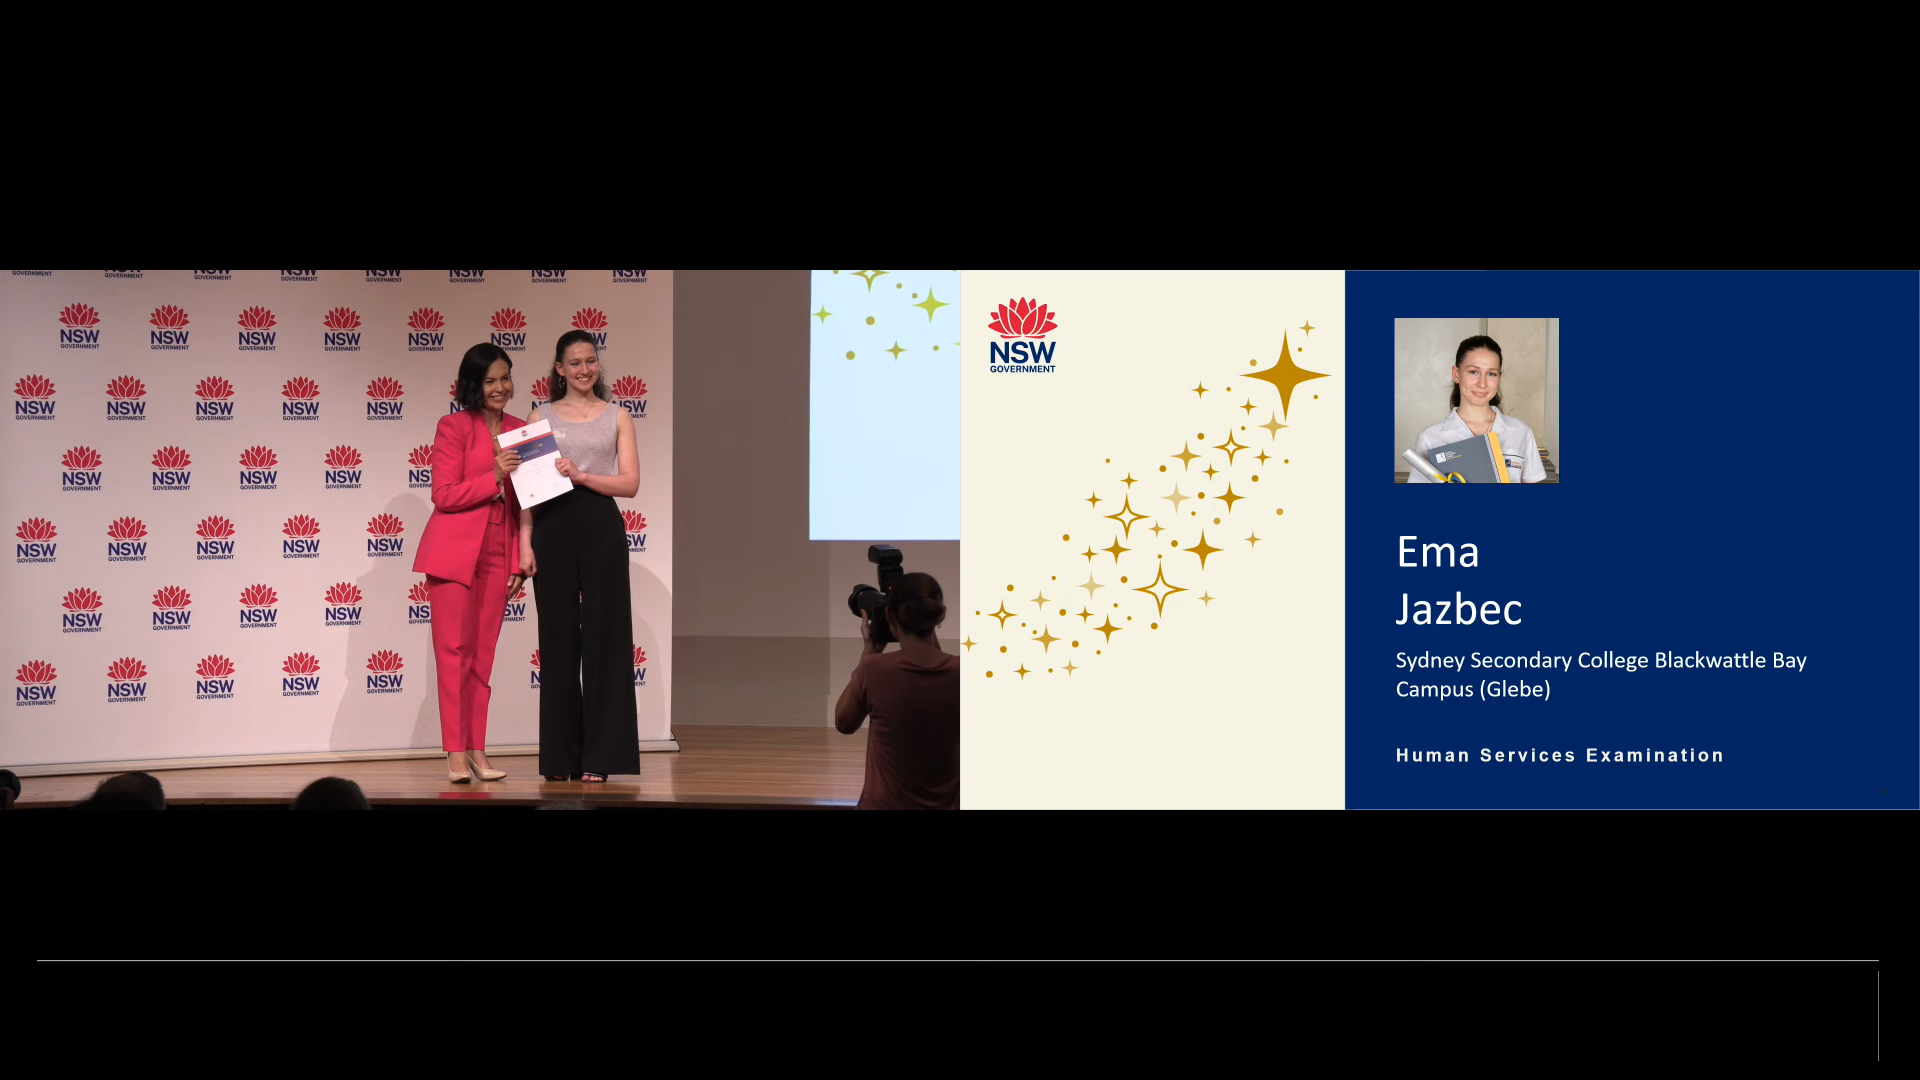 NSW
GOVERNMENT
Ema
Jazbec
Sydney Secondary College Blackwattle Bay
Campus (Glebe)
Human Services Examination